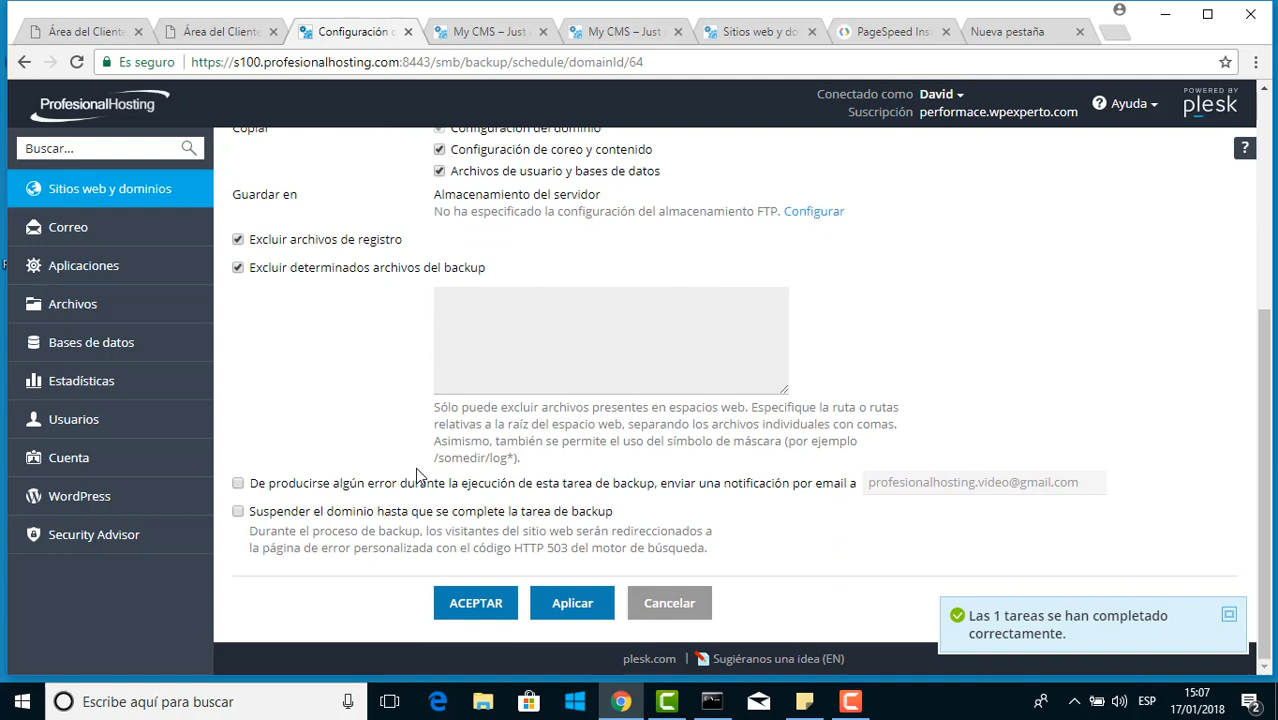 Área del Cliente
Área del Cliente
Configuración d
My CMS – Just
My CMS – Just
Sitios web y do
PageSpeed Insi
Nueva pestaña
Es seguro
https://s100.profesionalhosting.com:8443/smb/backup/schedule/domainId/64
ProfesionalHosting
Conectado como David
Suscripción performace.wpexperto.com
Ayuda
POWERED BY
plesk
Buscar...
?
Sitios web y dominios
Correo
Aplicaciones
Archivos
Bases de datos
Estadísticas
Usuarios
Cuenta
WordPress
Security Advisor
Copiar
Configuración del dominio
Configuración de coreo y contenido
Archivos de usuario y bases de datos
Guardar en
Almacenamiento del servidor
No ha especificado la configuración del almacenamiento FTP. Configurar
Excluir archivos de registro
Excluir determinados archivos del backup
Sólo puede excluir archivos presentes en espacios web. Especifique la ruta o rutas
relativas a la raíz del espacio web, separando los archivos individuales con comas.
Asimismo, también se permite el uso del símbolo de máscara (por ejemplo
/somedir/log*).
De producirse algún error durante la ejecución de esta tarea de backup, enviar una notificación por email a
profesionalhosting.video@gmail.com
Suspender el dominio hasta que se complete la tarea de backup
Durante el proceso de backup, los visitantes del sitio web serán redireccionados a
la página de error personalizada con el código HTTP 503 del motor de búsqueda.
ACEPTAR
Aplicar
Cancelar
Las 1 tareas se han completado
correctamente.
plesk.com
Sugiéranos una idea (EN)
Escribe aquí para buscar
ESP
15:07
17/01/2018
2